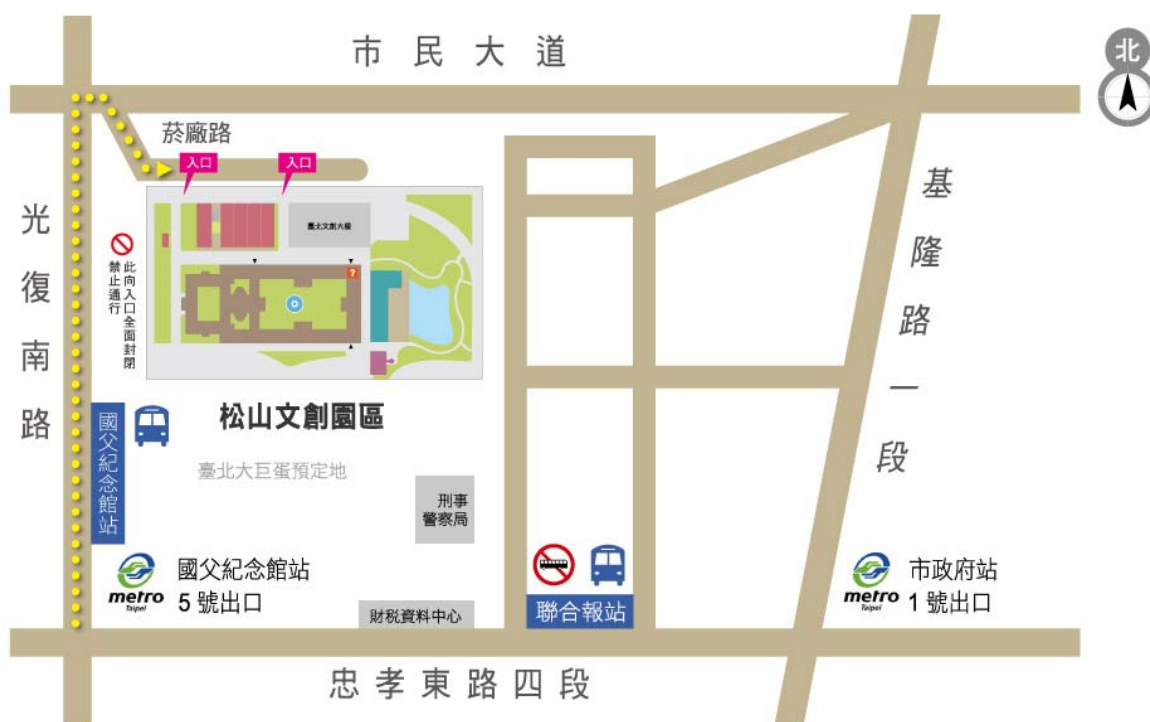 市民大道
北
菸廠路
入口
入口
臺北文創大樓
光復南路
此向入口全面封閉
禁止通行
?
基隆路一段
松山文創園區
國父紀念館站
臺北大巨蛋預定地
刑事
警察局
metro
Taipei
國父紀念館站
5 號出口
財稅資料中心
聯合報站
metro
Taipei
市政府站
1 號出口
忠孝東路四段